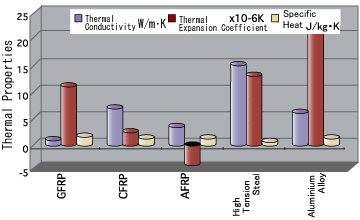 Thermal Conductivity W/m·K Thermal Expansion Coefficient x10-6K Specific Heat J/kg·K
Thermal Properties
25
20
15
10
5
0
-5
GFRP
CFRP
AFRP
High Tension Steel
Aluminium Alloy